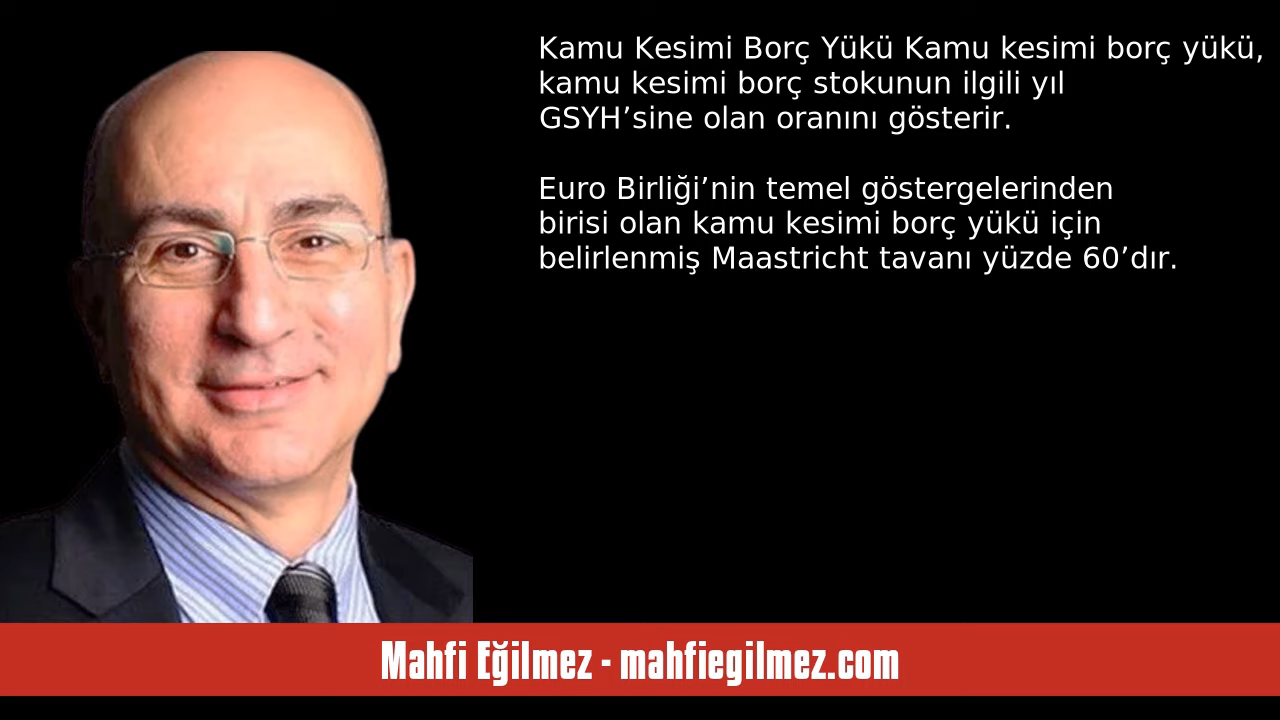 Kamu Kesimi Borç Yükü Kamu kesimi borç yükü,
kamu kesimi borç stokunun ilgili yıl
GSYH’sine olan oranını gösterir.
Euro Birliği’nin temel göstergelerinden
birisi olan kamu kesimi borç yükü için
belirlenmiş Maastricht tavanı yüzde 60’dır.
Mahfi Eğilmez - mahfiegilmez.com